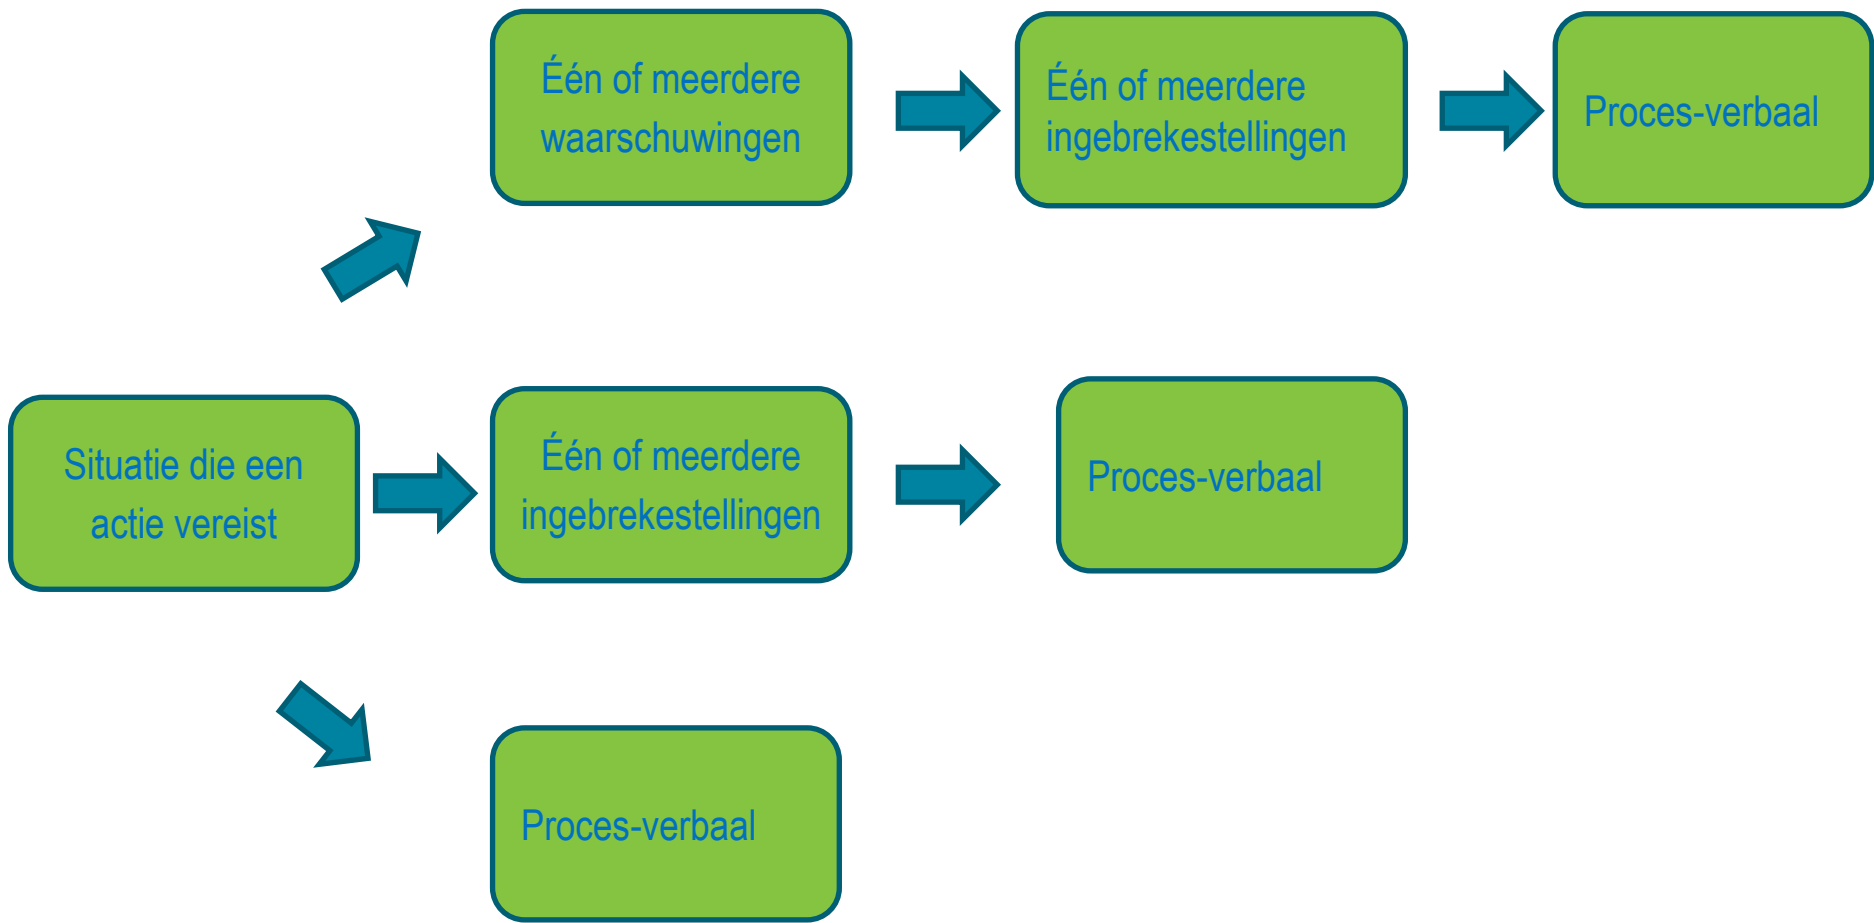 Één of meerdere
waarschuwingen
Één of meerdere
ingebrekestellingen
Proces-verbaal
Situatie die een
actie vereist
Één of meerdere
ingebrekestellingen
Proces-verbaal
Proces-verbaal